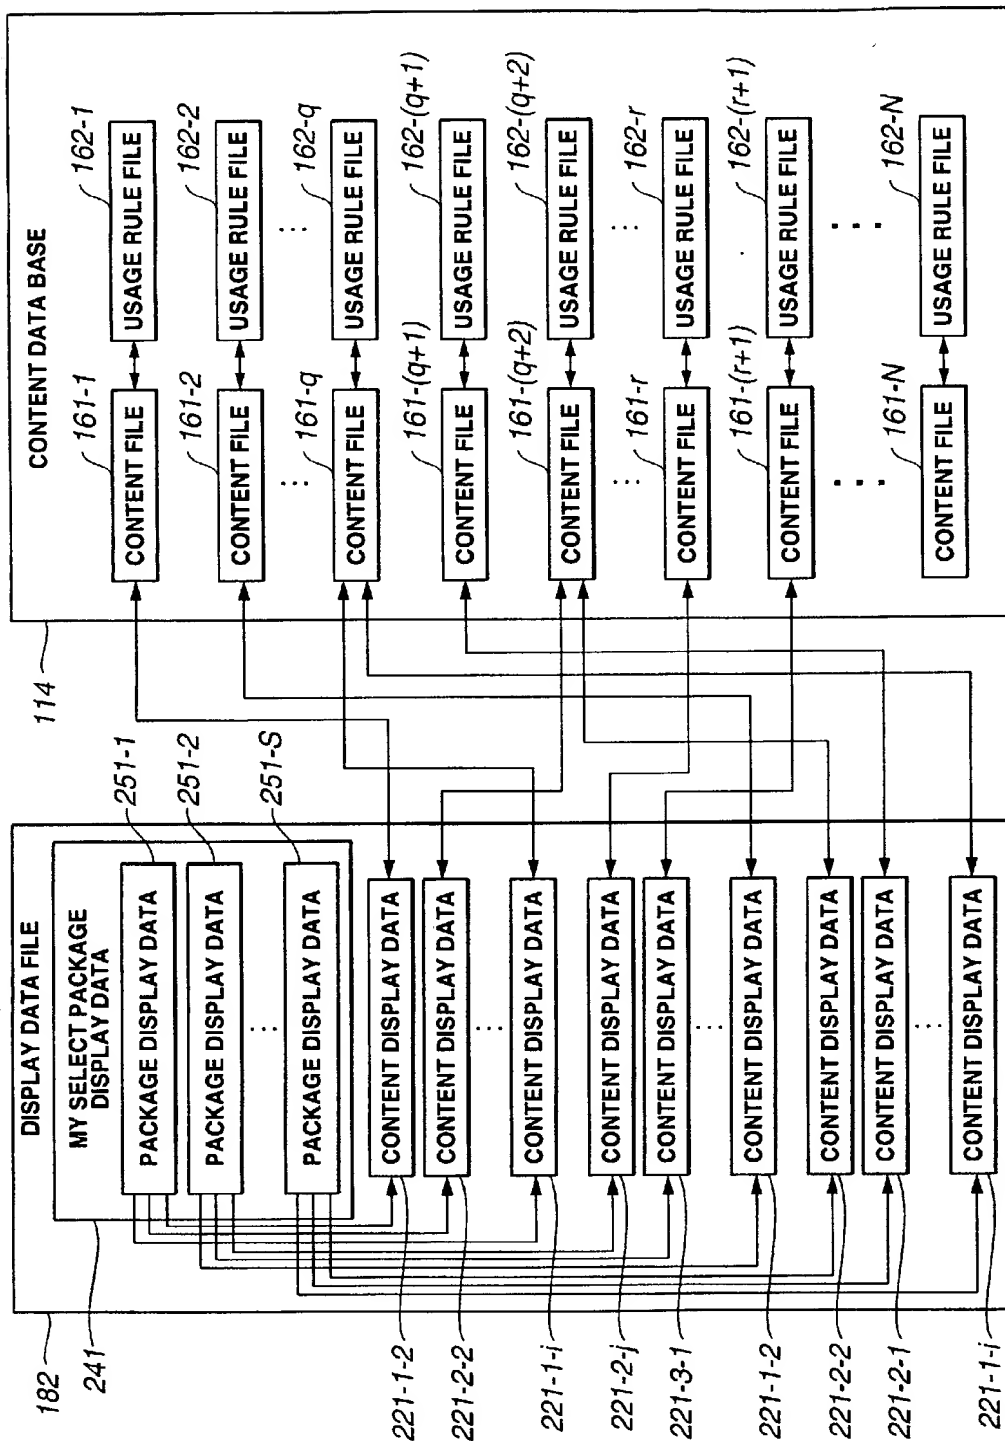 DISPLAY DATA FILE
MY SELECT PACKAGE
DISPLAY DATA
PACKAGE DISPLAY DATA
PACKAGE DISPLAY DATA
...
PACKAGE DISPLAY DATA
CONTENT DISPLAY DATA
CONTENT DISPLAY DATA
...
CONTENT DISPLAY DATA
CONTENT DISPLAY DATA
CONTENT DISPLAY DATA
...
CONTENT DISPLAY DATA
CONTENT DISPLAY DATA
CONTENT DISPLAY DATA
...
CONTENT DISPLAY DATA
182
241
251-1
251-2
251-S
221-1-2
221-2-2
221-1-i
221-2-j
221-3-1
221-1-2
221-2-2
221-2-1
221-1-i
114
CONTENT DATA BASE
161-1
162-1
CONTENT FILE
USAGE RULE FILE
161-2
162-2
CONTENT FILE
USAGE RULE FILE
...
...
161-q
162-q
CONTENT FILE
USAGE RULE FILE
161-(q+1)
162-(q+1)
CONTENT FILE
USAGE RULE FILE
161-(q+2)
162-(q+2)
CONTENT FILE
USAGE RULE FILE
...
...
161-r
162-r
CONTENT FILE
USAGE RULE FILE
161-(r+1)
162-(r+1)
CONTENT FILE
USAGE RULE FILE
...
...
161-N
162-N
CONTENT FILE
USAGE RULE FILE